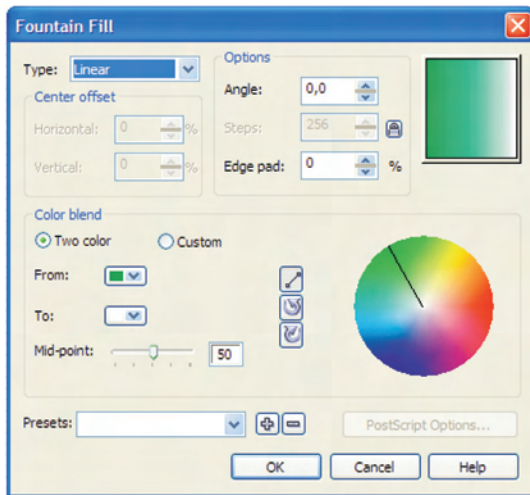 Fountain Fill
Type: Linear
Options
Angle: 0,0
Steps: 256
Edge pad: 0 %
Center offset
Horizontal: 0 %
Vertical: 0 %
Color blend
Two color Custom
From:
To:
Mid-point: 50
Presets:
PostScript Options...
OK Cancel Help